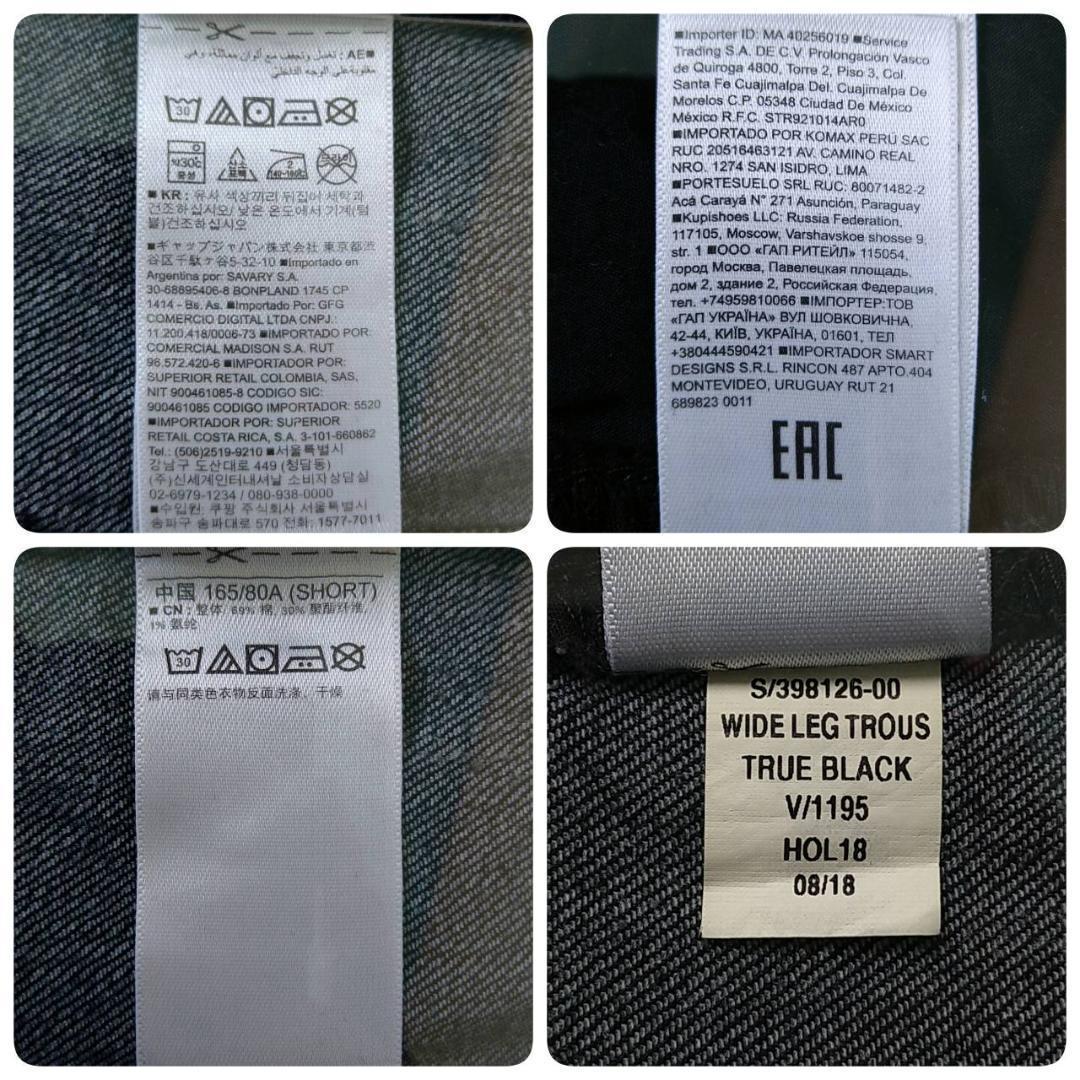 AE■ : تغسل وتجفف مع ألوان مماثلة، وهي
مقلوبة على الوجه الداخلي
30
약30℃
중성
표백
2
140~160℃
드라이
■ KR : 유사 색상끼리 뒤집어 세탁과
건조하십시오/ 낮은 온도에서 기계(텀
블)건조하십시오
■ギャップジャパン株式会社 東京都渋
谷区千駄ヶ谷5-32-10 ■Importado en
Argentina por: SAVARY S.A.
30-68895406-8 BONPLAND 1745 CP
1414 - Bs. As. ■Importado Por: GFG
COMERCIO DIGITAL LTDA CNPJ.:
11.200.418/0006-73 ■IMPORTADO POR:
COMERCIAL MADISON S.A. RUT
96.572.420-6 ■IMPORTADOR POR:
SUPERIOR RETAIL COLOMBIA, SAS,
NIT 900461085-8 CODIGO SIC:
900461085 CODIGO IMPORTADOR: 5520
■IMPORTADOR POR: SUPERIOR
RETAIL COSTA RICA, S.A. 3-101-660862
Tel.: (506)2519-9210 ■서울특별시
강남구 도산대로 449 (청담동)
(주)신세계인터내셔날 소비자상담실
02-6979-1234 / 080-938-0000
■수입원: 쿠팡 주식회사 서울특별시
송파구 송파대로 570 전화: 1577-7011
■Importer ID: MA 40256019 ■Service
Trading S.A. DE C.V. Prolongación Vasco
de Quiroga 4800, Torre 2, Piso 3, Col.
Santa Fe Cuajimalpa Del. Cuajimalpa De
Morelos C.P. 05348 Ciudad De México
México R.F.C. STR921014AR0
■IMPORTADO POR KOMAX PERÚ SAC
RUC 20516463121 AV. CAMINO REAL
NRO. 1274 SAN ISIDRO, LIMA
■PORTESUELO SRL RUC: 80071482-2
Acá Carayá N° 271 Asunción, Paraguay
■Kupishoes LLC: Russia Federation,
117105, Moscow, Varshavskoe shosse 9,
str. 1 ■ООО «ГАП РИТЕЙЛ» 115054,
город Москва, Павелецкая площадь,
дом 2, здание 2, Российская Федерация,
тел. +74959810066 ■ІМПОРТЕР:ТОВ
«ГАП УКРАЇНА» ВУЛ ШОВКОВИЧНА,
42-44, КИЇВ, УКРАЇНА, 01601, ТЕЛ
+380444590421 ■IMPORTADOR SMART
DESIGNS S.R.L. RINCON 487 APTO.404
MONTEVIDEO, URUGUAY RUT 21
689823 0011
EAC
中国 165/80A (SHORT)
■ CN : 整体 69% 棉, 30% 聚酯纤维,
1% 氨纶
30
请与同类色衣物反面洗涤、干燥
S/398126-00
WIDE LEG TROUS
TRUE BLACK
V/1195
HOL18
08/18